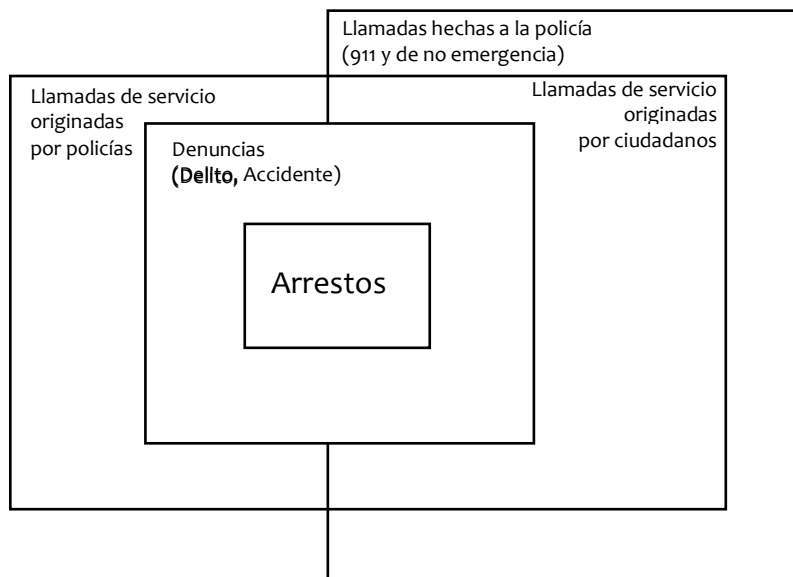 Llamadas hechas a la policía
(911 y de no emergencia)
Llamadas de servicio
originadas
por policías
Llamadas de servicio
originadas
por ciudadanos
Denuncias
(Delito, Accidente)
Arrestos